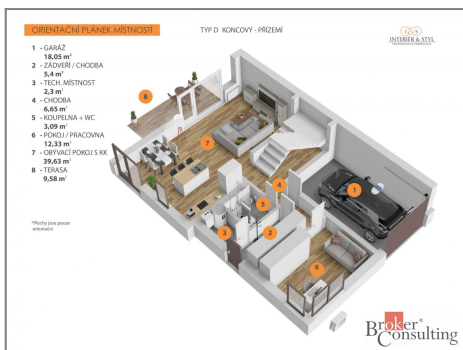 ORIENTAČNÍ PLÁNEK MÍSTNOSTÍ
TYP D KONCOVÝ - PŘÍZEMÍ
INTERIER & STYL
1 - GARÁŽ
18,05 m²
2 - ZÁDVEŘÍ / CHODBA
5,4 m²
3 - TECH. MÍSTNOST
2,3 m²
4 - CHODBA
6,65 m²
5 - KOUPELNA + WC
3,09 m²
6 - POKOJ / PRACOVNA
12,33 m²
7 - OBÝVACÍ POKOJ S KK
39,63 m²
8 - TERASA
9,58 m²
*Plochy jsou pouze
orientační
8
7
1
4
5
2
3
6
Broker®
Consulting